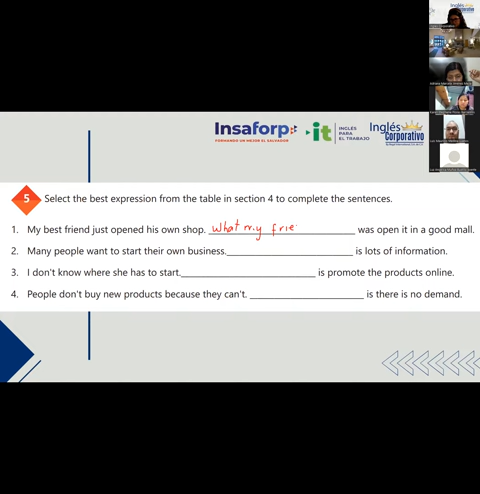 Inglés
Corporativo
Insaforp
FORMANDO UN MEJOR EL SALVADOR
it
INGLÉS
PARA
EL TRABAJO
Inglés
Corporativo
5 Select the best expression from the table in section 4 to complete the sentences.
1. My best friend just opened his own shop. What my frie was open it in a good mall.
2. Many people want to start their own business. is lots of information.
3. I don't know where she has to start. is promote the products online.
4. People don't buy new products because they can't. is there is no demand.